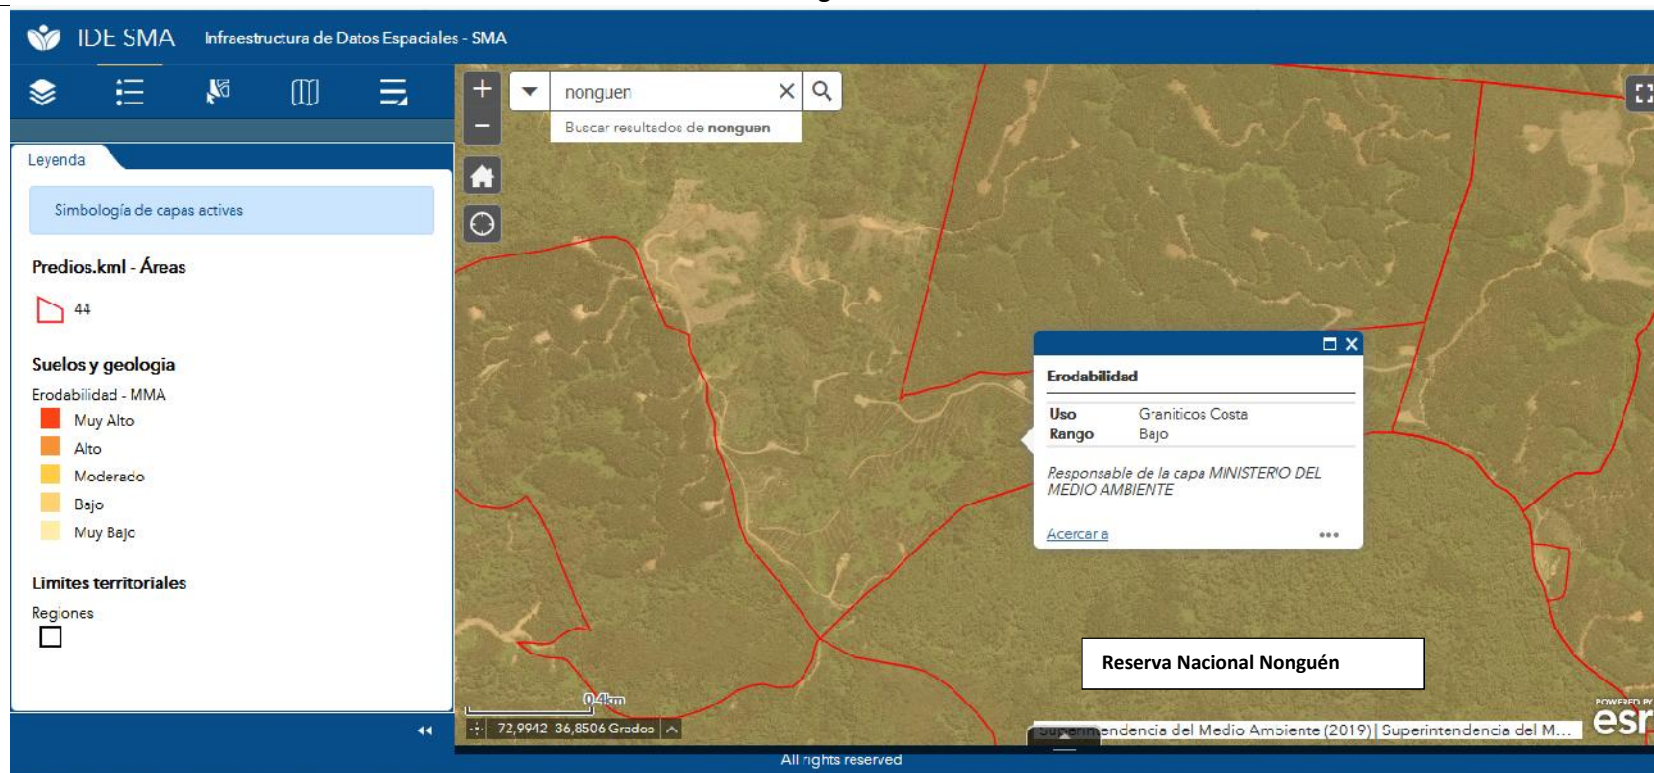 IDE SMA Infraestructura de Datos Espaciales - SMA
nonguen
Buscar resultados de nonguen
Leyenda
Simbología de capas activas
Predios.kml - Áreas
44
Suelos y geologia
Erodabilidad - MMA
Muy Alto
Alto
Moderado
Bajo
Muy Bajo
Limites territoriales
Regiones
Erodabilidad
Uso Graniticos Costa
Rango Bajo
Responsable de la capa MINISTERIO DEL
MEDIO AMBIENTE
Acercar a
Reserva Nacional Nonguén
0,4km
72,9942 36,8506 Grados
Superintendencia del Medio Ambiente (2019) | Superintendencia del M...
POWERED BY
esri
All rights reserved